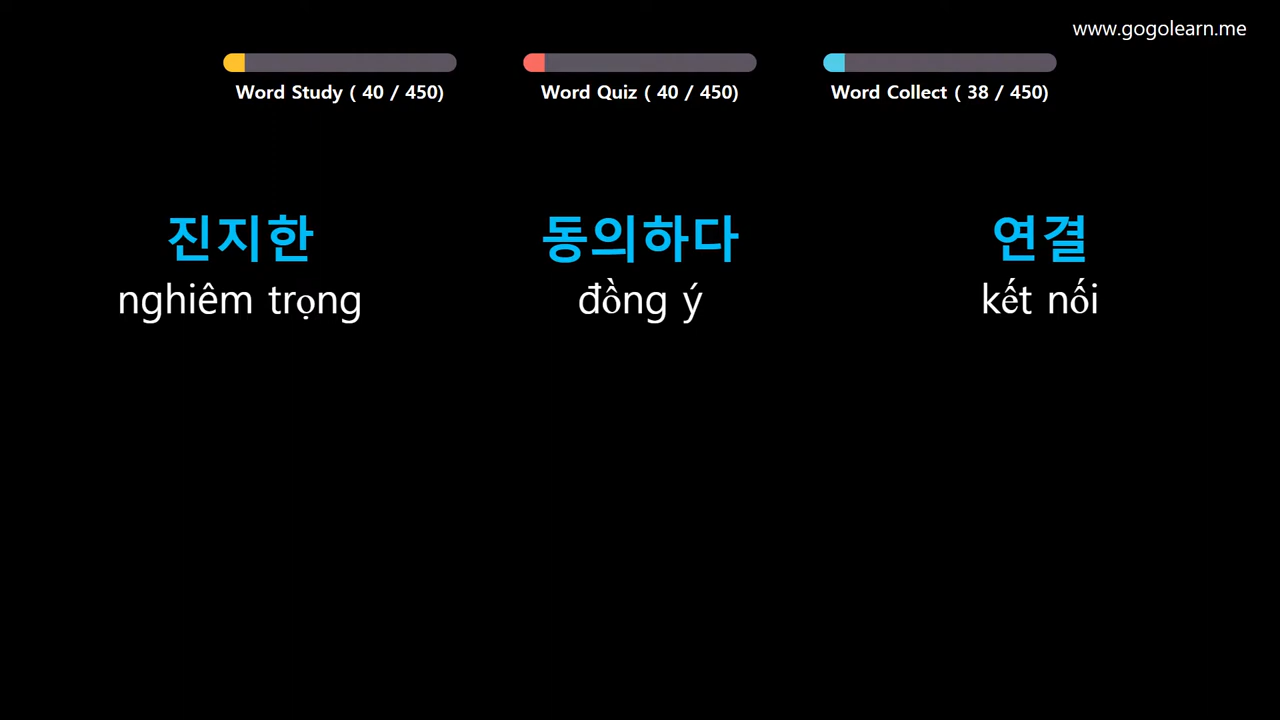 www.gogolearn.me
Word Study ( 40 / 450)
Word Quiz ( 40 / 450)
Word Collect ( 38 / 450)
진지한
nghiêm trọng
동의하다
đồng ý
연결
kết nối